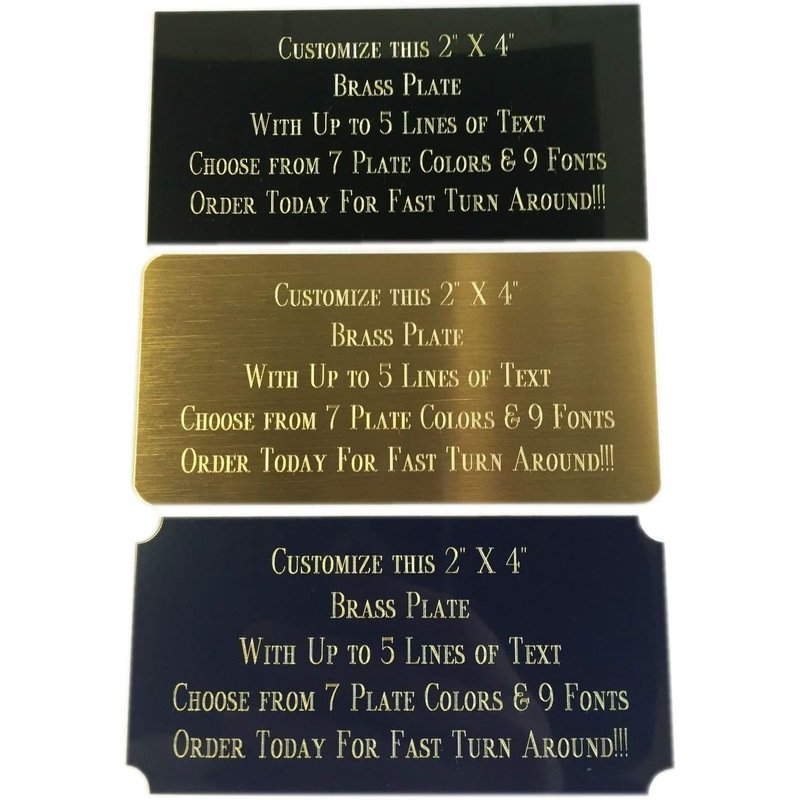 Customize this 2" X 4"
Brass Plate
With Up to 5 Lines of Text
Choose from 7 Plate Colors & 9 Fonts
Order Today For Fast Turn Around!!!
Customize this 2" X 4"
Brass Plate
With Up to 5 Lines of Text
Choose from 7 Plate Colors & 9 Fonts
Order Today For Fast Turn Around!!!
Customize this 2" X 4"
Brass Plate
With Up to 5 Lines of Text
Choose from 7 Plate Colors & 9 Fonts
Order Today For Fast Turn Around!!!